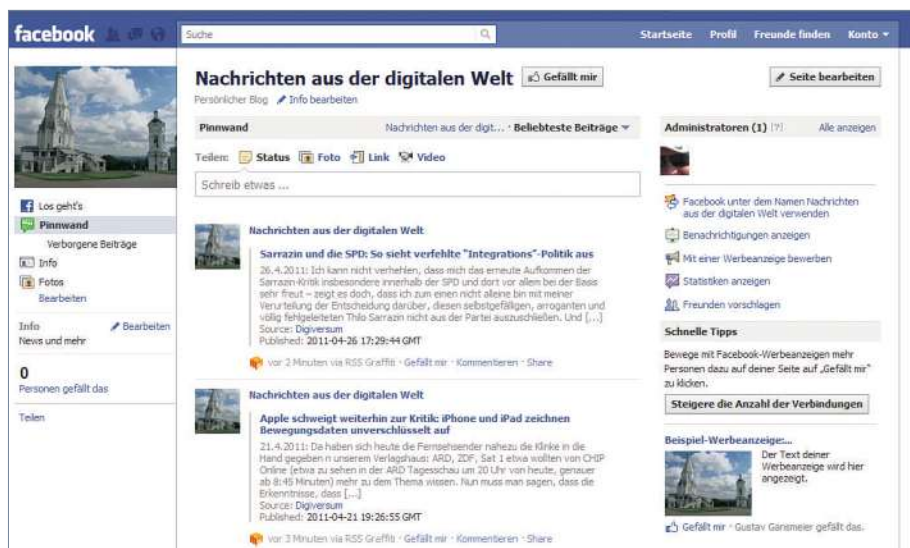 facebook
Suche
Startseite Profil Freunde finden Konto
Nachrichten aus der digitalen Welt Gefällt mir
Seite bearbeiten
Persönlicher Blog Info bearbeiten
Los geht's
Pinnwand
Verborgene Beiträge
Info
Fotos
Bearbeiten
Info Bearbeiten
News und mehr
0
Personen gefällt das
Teilen
Pinnwand Nachrichten aus der digit... · Beliebteste Beiträge
Teilen: Status Foto Link Video
Schreib etwas ...
Nachrichten aus der digitalen Welt
Sarrazin und die SPD: So sieht verfehlte "Integrations"-Politik aus
26.4.2011: Ich kann nicht verhehlen, dass mich das erneute Aufkommen der
Sarrazin-Kritik insbesondere innerhalb der SPD und dort vor allem bei der Basis
sehr freut – zeigt es doch, dass ich zum einen nicht alleine bin mit meiner
Verurteilung der Entscheidung darüber, diesen selbstgefälligen, arroganten und
völlig fehlgeleiteten Thilo Sarrazin nicht aus der Partei auszuschließen. Und [...]
Source: Digiversum
Published: 2011-04-26 17:29:44 GMT
vor 2 Minuten via RSS Graffiti · Gefällt mir · Kommentieren · Share
Nachrichten aus der digitalen Welt
Apple schweigt weiterhin zur Kritik: iPhone und iPad zeichnen
Bewegungsdaten unverschlüsselt auf
21.4.2011: Da haben sich heute die Fernsehsender nahezu die Klinke in die
Hand gegeben n unserem Verlagshaus: ARD, ZDF, Sat 1 etwa wollten von CHIP
Online (etwa zu sehen in der ARD Tagesschau um 20 Uhr von heute, genauer
ab 8:45 Minuten) mehr zu dem Thema wissen. Nun muss man sagen, dass die
Erkenntnisse, dass [...]
Source: Digiversum
Published: 2011-04-21 19:26:55 GMT
vor 3 Minuten via RSS Graffiti · Gefällt mir · Kommentieren · Share
Administratoren (1) [?] Alle anzeigen
Facebook unter dem Namen Nachrichten
aus der digitalen Welt verwenden
Benachrichtigungen anzeigen
Mit einer Werbeanzeige bewerben
Statistiken anzeigen
Freunden vorschlagen
Schnelle Tipps
Bewege mit Facebook-Werbeanzeigen mehr
Personen dazu auf deiner Seite auf „Gefällt mir"
zu klicken.
Steigere die Anzahl der Verbindungen
Beispiel-Werbeanzeige:...
Der Text deiner
Werbeanzeige wird hier
angezeigt.
Gefällt mir · Gustav Gansmeier gefällt das.